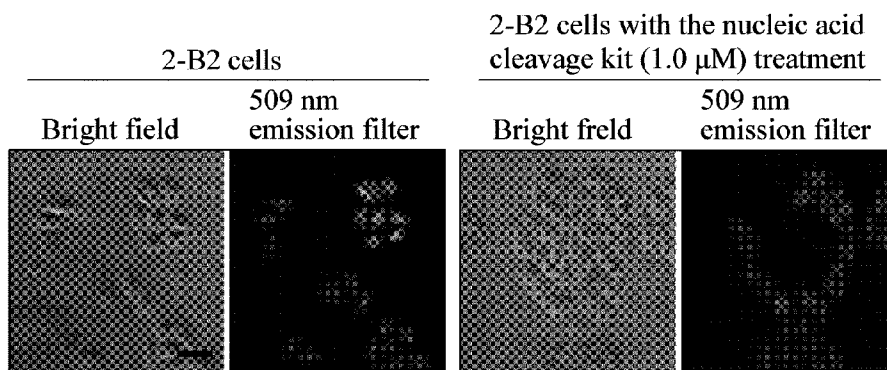 2-B2 cells
2-B2 cells with the nucleic acid
cleavage kit (1.0 μM) treatment
Bright field
509 nm
emission filter
Bright freld
509 nm
emission filter